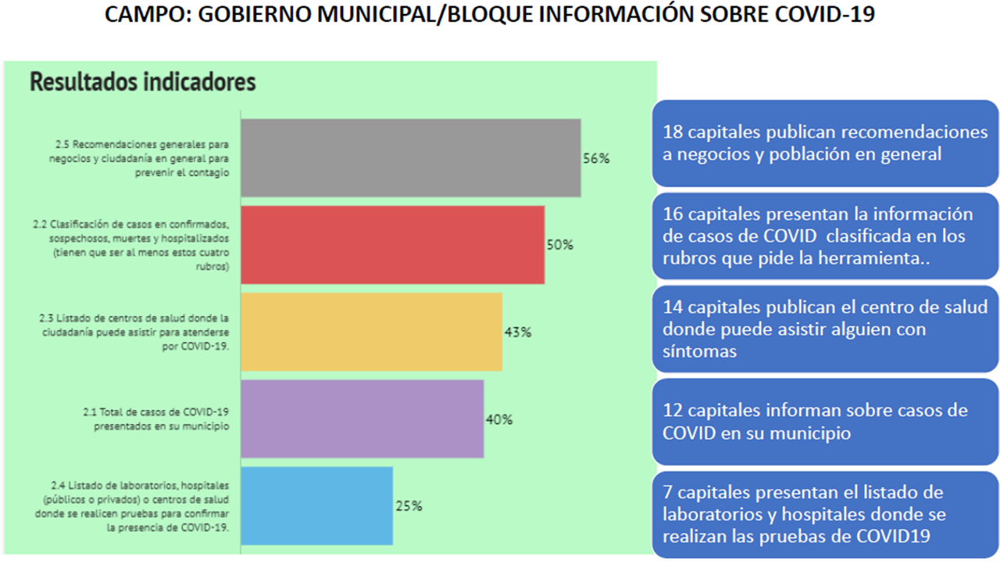 CAMPO: GOBIERNO MUNICIPAL/BLOQUE INFORMACIÓN SOBRE COVID-19
Resultados indicadores
2.5 Recomendaciones generales para
negocios y ciudadanía en general para
prevenir el contagio
56%
18 capitales publican recomendaciones
a negocios y población en general
2.2 Clasificación de casos en confirmados,
sospechosos, muertes y hospitalizados
(tienen que ser al menos estos cuatro
rubros)
50%
16 capitales presentan la información
de casos de COVID clasificada en los
rubros que pide la herramienta..
2.3 Listado de centros de salud donde la
ciudadanía puede asistir para atenderse
por COVID-19.
43%
14 capitales publican el centro de salud
donde puede asistir alguien con
síntomas
2.1 Total de casos de COVID-19
presentados en su municipio
40%
12 capitales informan sobre casos de
COVID en su municipio
2.4 Listado de laboratorios, hospitales
(públicos o privados) o centros de salud
donde se realicen pruebas para confirmar
la presencia de COVID-19.
25%
7 capitales presentan el listado de
laboratorios y hospitales donde se
realizan las pruebas de COVID19